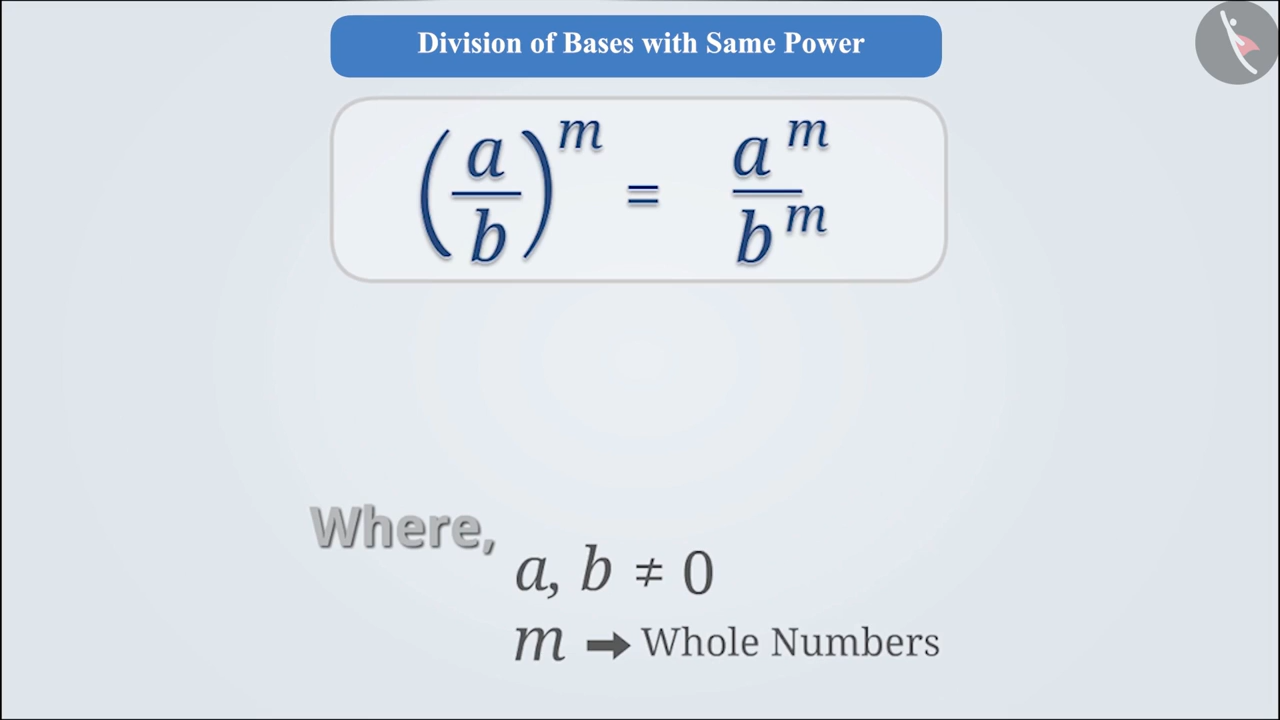 Division of Bases with Same Power
(a/b)^m = a^m/b^m
Where,
a, b ≠ 0
m ➡ Whole Numbers